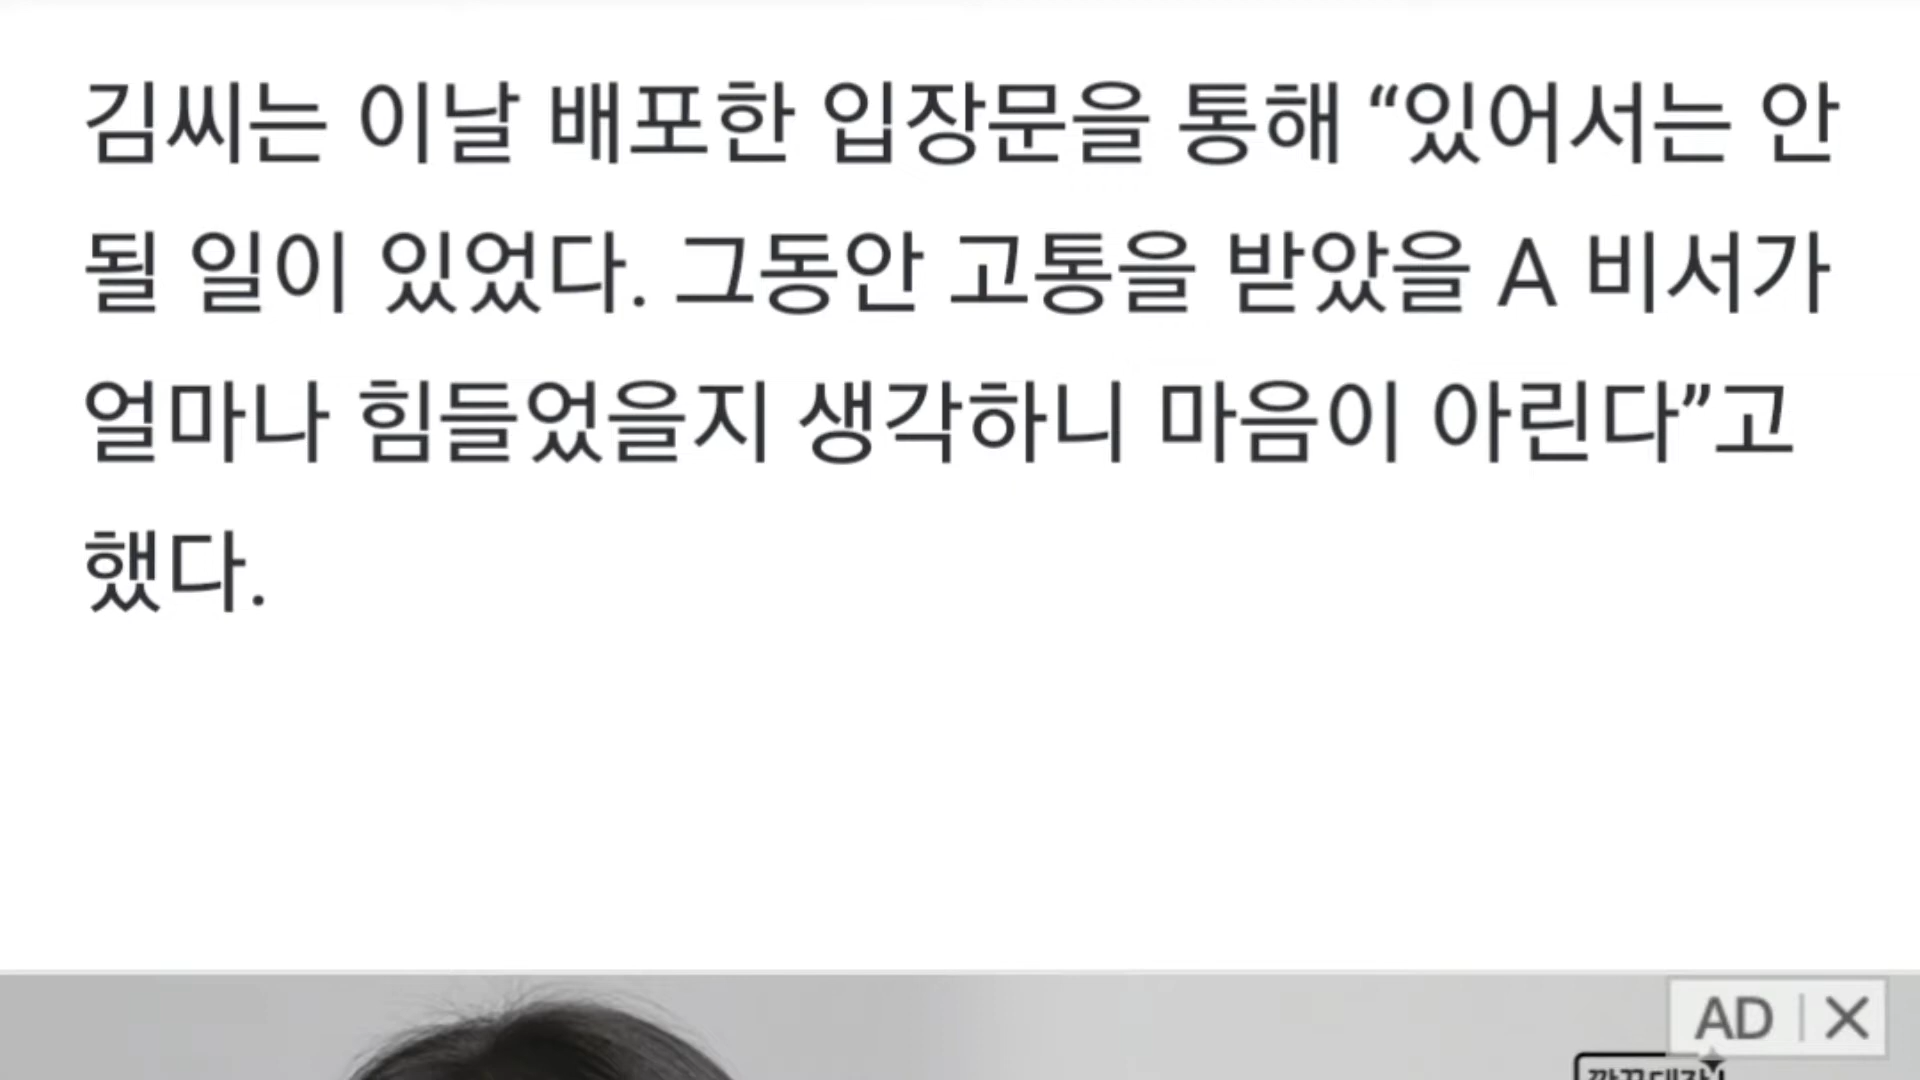 김씨는 이날 배포한 입장문을 통해 “있어서는 안
될 일이 있었다. 그동안 고통을 받았을 A 비서가
얼마나 힘들었을지 생각하니 마음이 아린다”고
했다.
AD